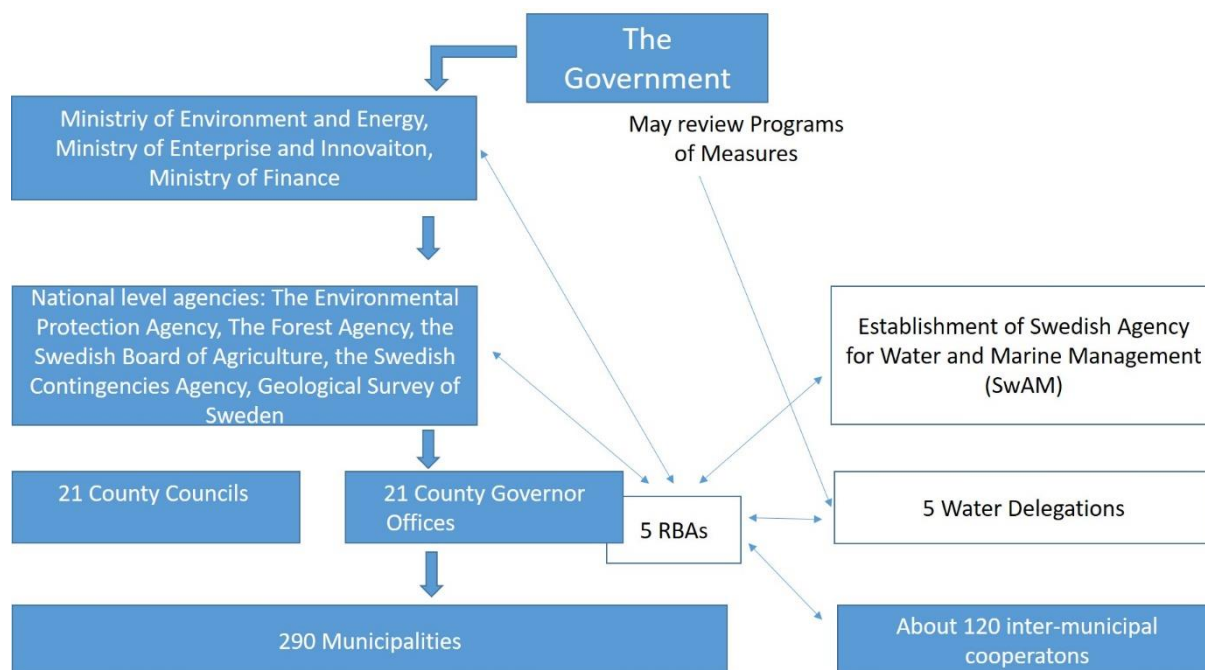 The
Government
Ministriy of Environment and Energy,
Ministry of Enterprise and Innovaiton,
Ministry of Finance
May review Programs
of Measures
National level agencies: The Environmental
Protection Agency, The Forest Agency, the
Swedish Board of Agriculture, the Swedish
Contingencies Agency, Geological Survey of
Sweden
Establishment of Swedish Agency
for Water and Marine Management
(SwAM)
21 County Councils
21 County Governor
Offices
5 RBAs
5 Water Delegations
290 Municipalities
About 120 inter-municipal
cooperatons